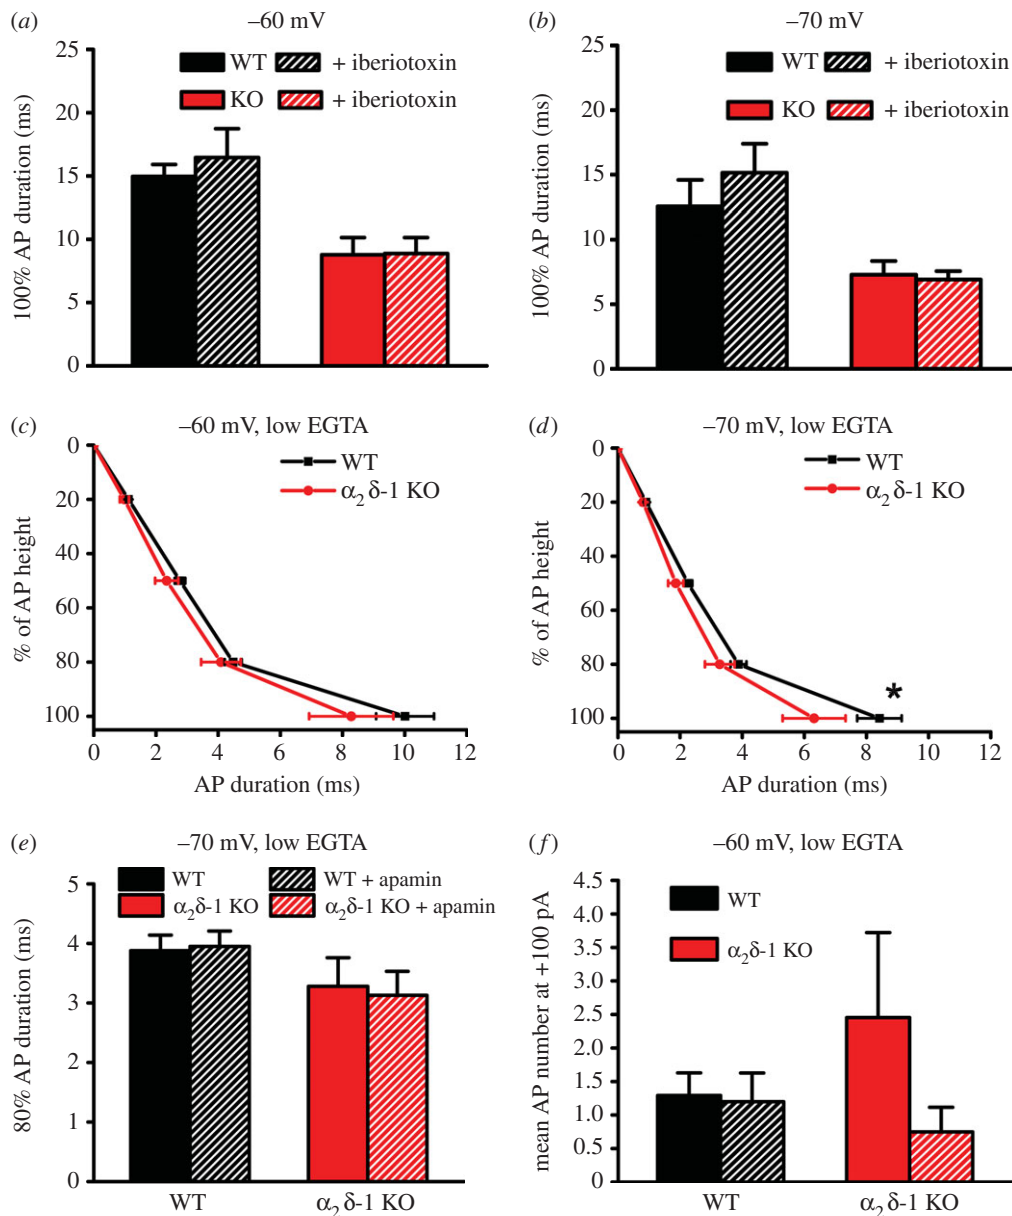 (a) –60 mV
25
20
15
10
5
0
100% AP duration (ms)
WT + iberiotoxin
KO + iberiotoxin
(b) –70 mV
25
20
15
10
5
0
100% AP duration (ms)
WT + iberiotoxin
KO + iberiotoxin
(c) –60 mV, low EGTA
0
20
40
60
80
100
% of AP height
WT
α₂δ-1 KO
0 2 4 6 8 10 12
AP duration (ms)
(d) –70 mV, low EGTA
0
20
40
60
80
100
% of AP height
WT
α₂δ-1 KO
*
0 2 4 6 8 10 12
AP duration (ms)
(e) –70 mV, low EGTA
5
4
3
2
1
0
80% AP duration (ms)
WT WT + apamin
α₂δ-1 KO α₂δ-1 KO + apamin
WT α₂δ-1 KO
(f) –60 mV, low EGTA
4.5
4.0
3.5
3.0
2.5
2.0
1.5
1.0
0.5
0
mean AP number at +100 pA
WT
α₂δ-1 KO
WT α₂δ-1 KO